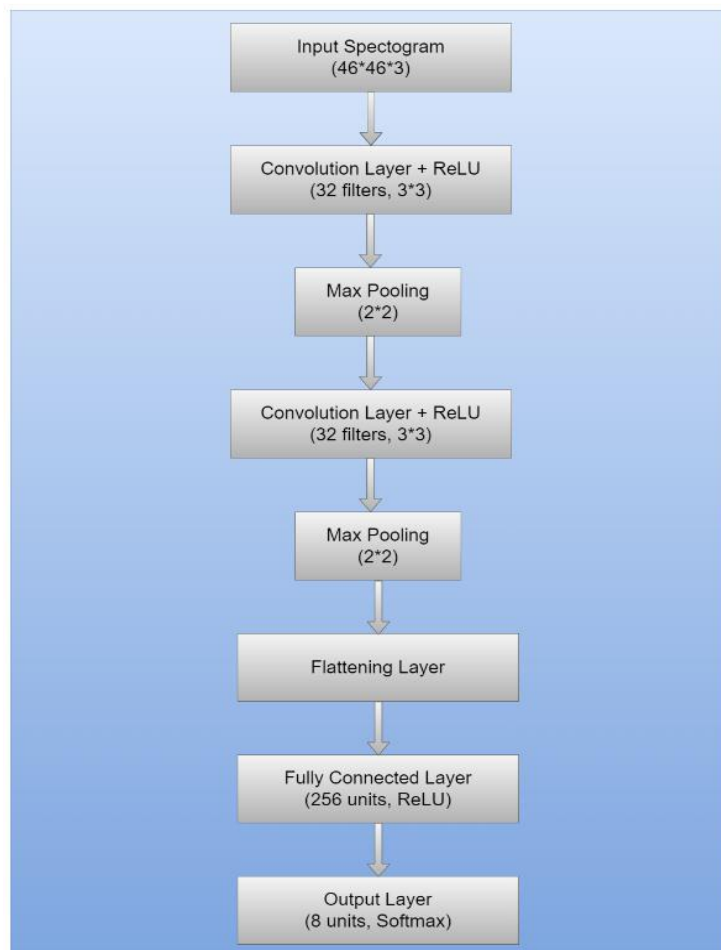 Input Spectogram
(46*46*3)
Convolution Layer + ReLU
(32 filters, 3*3)
Max Pooling
(2*2)
Convolution Layer + ReLU
(32 filters, 3*3)
Max Pooling
(2*2)
Flattening Layer
Fully Connected Layer
(256 units, ReLU)
Output Layer
(8 units, Softmax)